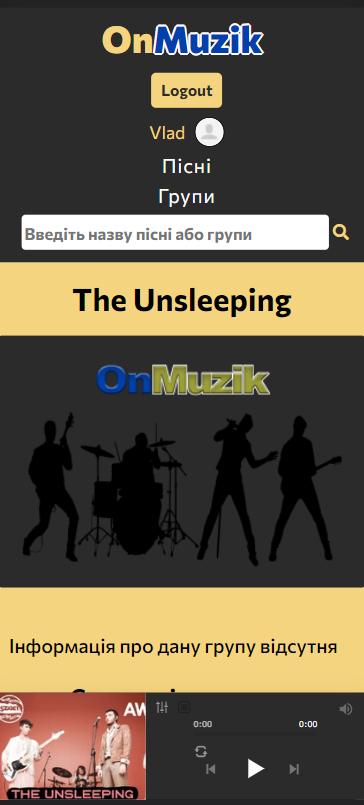 OnMuzik
Logout
Vlad
Пісні
Групи
Введіть назву пісні або групи
The Unsleeping
OnMuzik
Інформація про дану групу відсутня
AW
THE UNSLEEPING
0:00
0:00